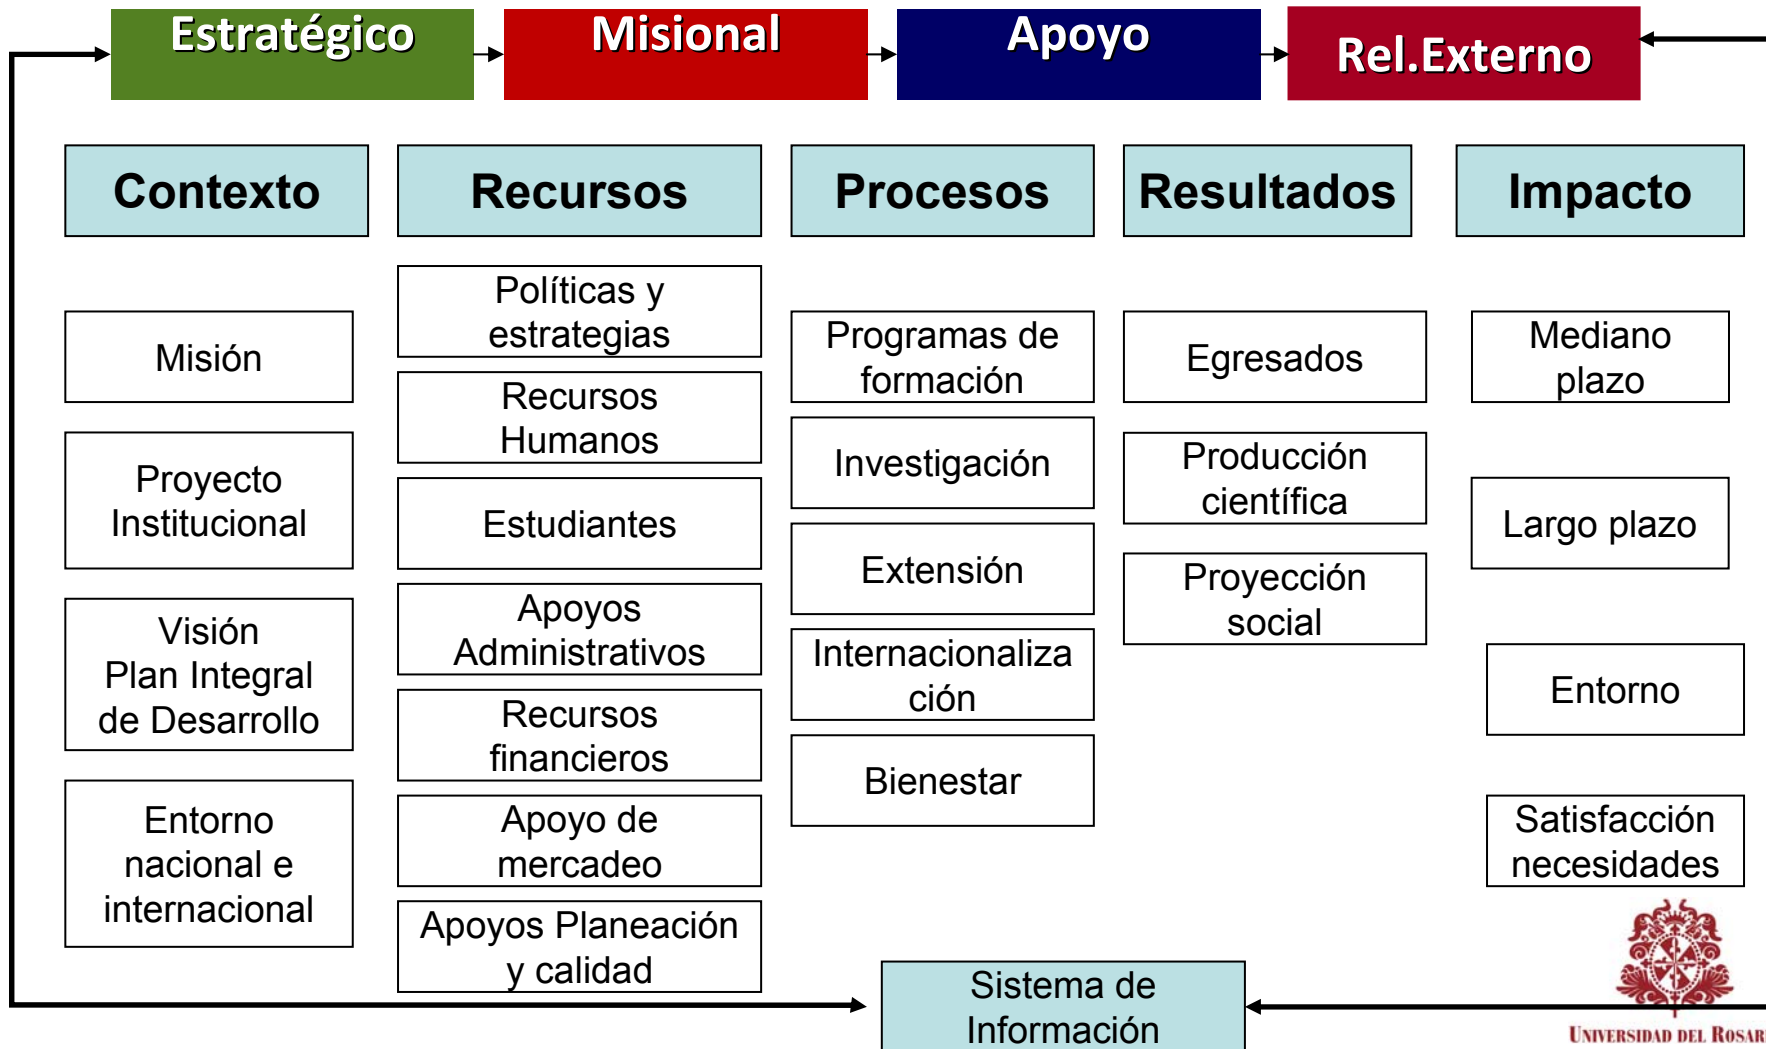 Estratégico
Misional
Apoyo
Rel.Externo
Contexto
Recursos
Procesos
Resultados
Impacto
Misión
Proyecto
Institucional
Visión
Plan Integral
de Desarrollo
Entorno
nacional e
internacional
Políticas y
estrategias
Recursos
Humanos
Estudiantes
Apoyos
Administrativos
Recursos
financieros
Apoyo de
mercadeo
Apoyos Planeación
y calidad
Programas de
formación
Investigación
Extensión
Internacionaliza
ción
Bienestar
Egresados
Producción
científica
Proyección
social
Mediano
plazo
Largo plazo
Entorno
Satisfacción
necesidades
Sistema de
Información
UNIVERSIDAD DEL ROSAR